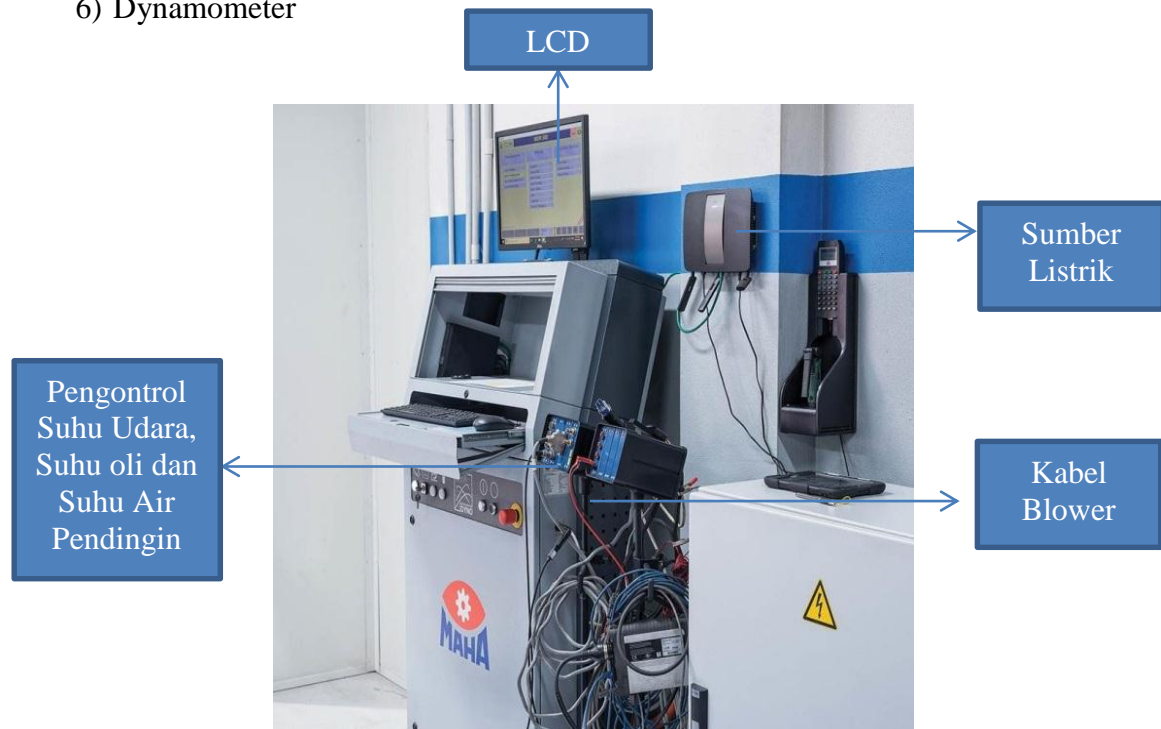 6) Dynamometer
LCD
Sumber
Listrik
Pengontrol
Suhu Udara,
Suhu oli dan
Suhu Air
Pendingin
Kabel
Blower
MAHA